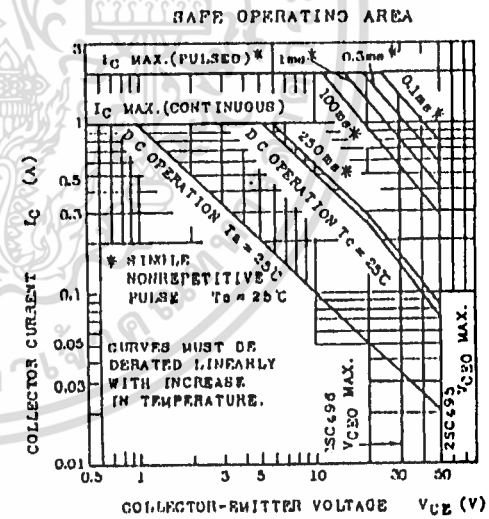 SAFE OPERATING AREA
IC MAX.(PULSED)*
1ms*
0.3ms*
0.1ms*
100ms*
250ms*
IC MAX.(CONTINUOUS)
DC OPERATION Ta = 25℃
DC OPERATION Tc = 25℃
* SINGLE
NONREPETITIVE
PULSE Tc = 25℃
CURVES MUST BE
DERATED LINEARLY
WITH INCREASE
IN TEMPERATURE.
2SC496
VCEO MAX.
2SC495
VCEO MAX.
COLLECTOR CURRENT IC (A)
3
1
0.5
0.3
0.1
0.05
0.03
0.01
0.5
1
3
5
10
30
50
COLLECTOR-EMITTER VOLTAGE VCE (V)